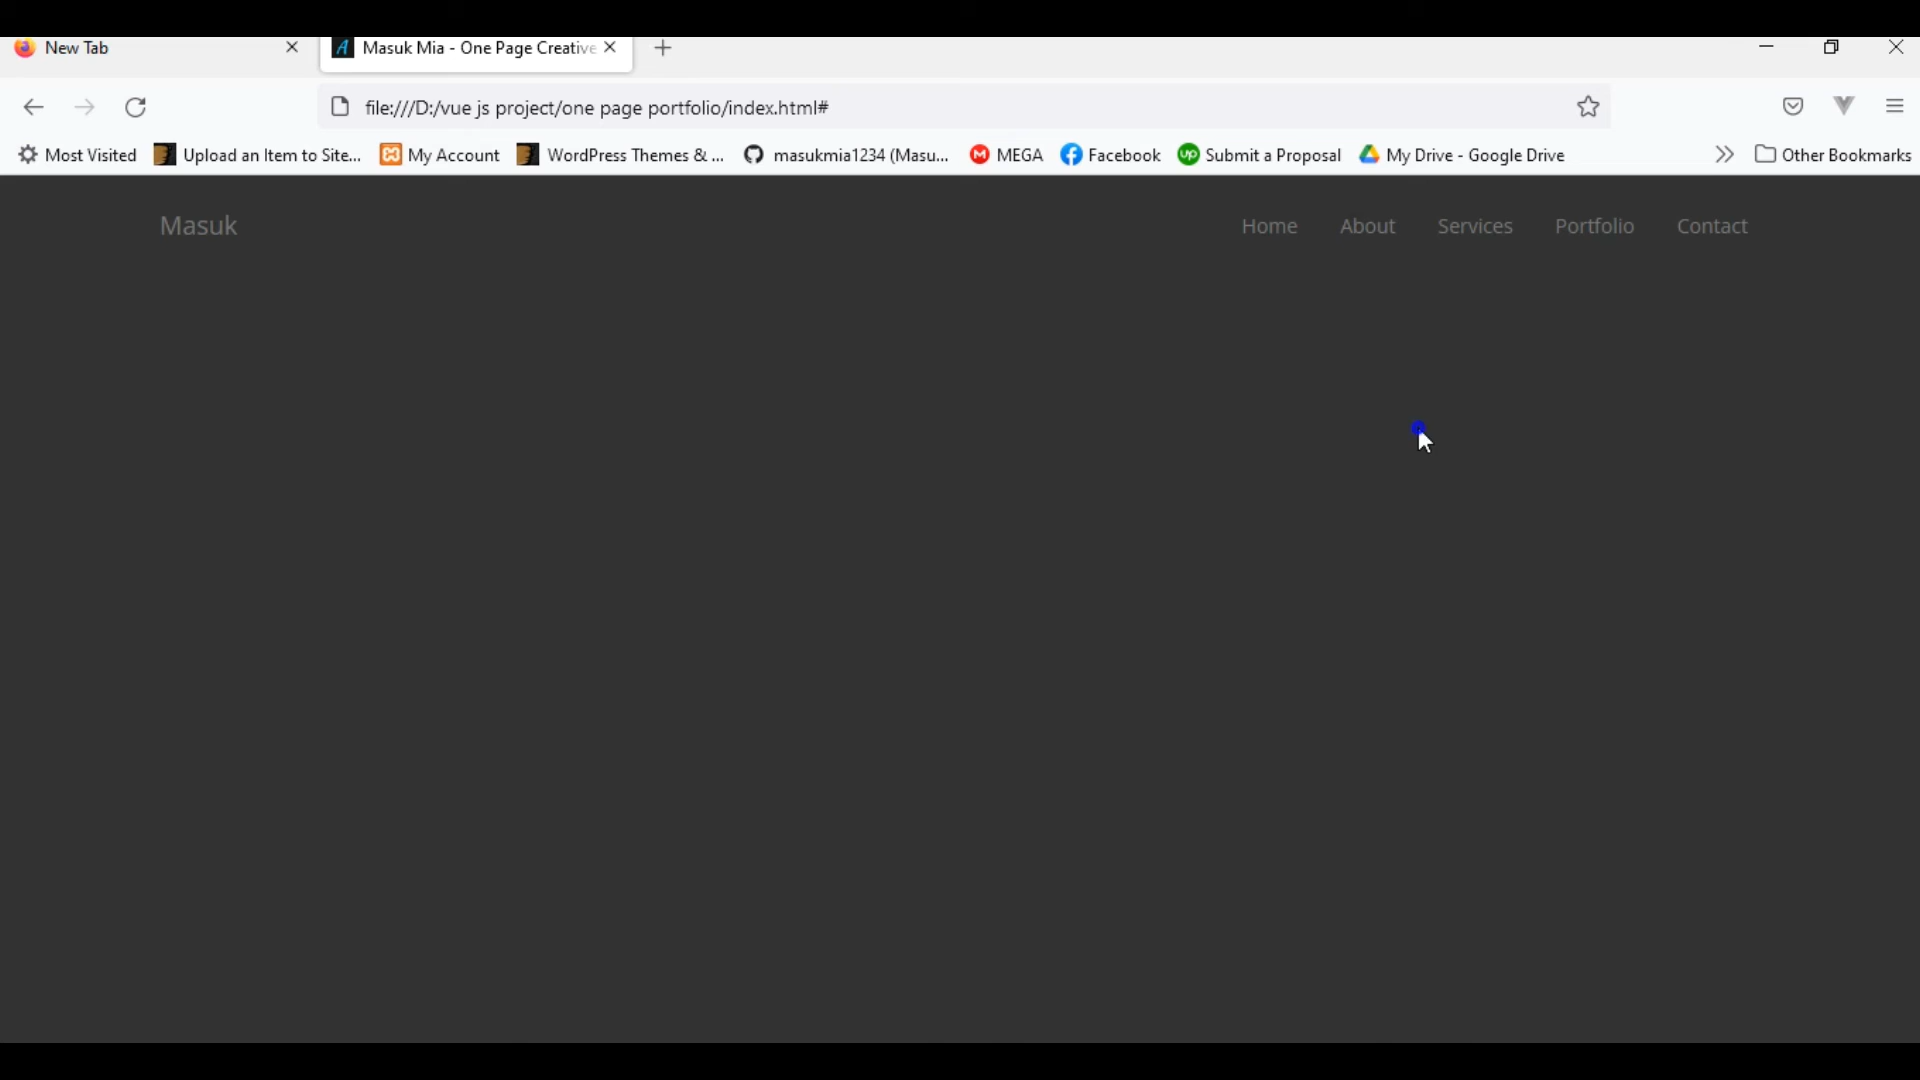 New Tab
Masuk Mia - One Page Creative
file:///D:/vue js project/one page portfolio/index.html#
Most Visited Upload an Item to Site... My Account WordPress Themes & ... masukmia1234 (Masu... MEGA Facebook Submit a Proposal My Drive - Google Drive Other Bookmarks
Masuk Home About Services Portfolio Contact